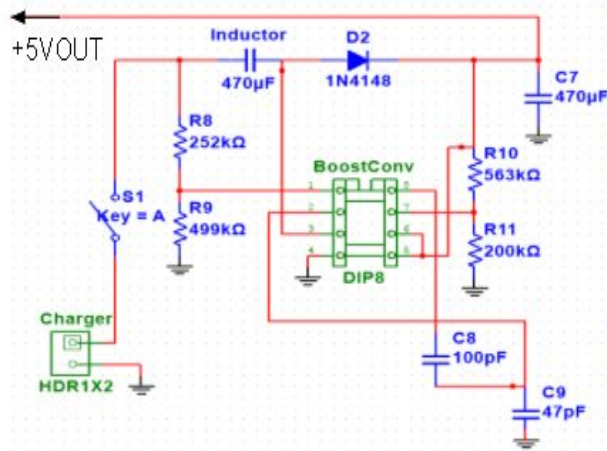 +5VOUT
Inductor
470µF
D2
1N4148
C7
470µF
R8
252kΩ
BoostConv
R10
563kΩ
S1
Key = A
R9
499kΩ
1
2
3
4
8
7
6
5
DIP8
R11
200kΩ
Charger
HDR1X2
C8
100pF
C9
47pF